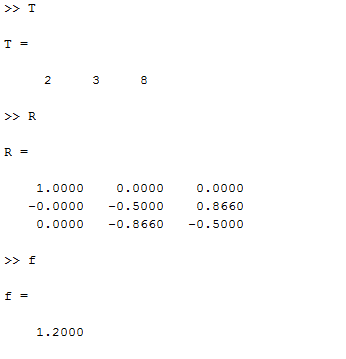 >> T
T =
2 3 8
>> R
R =
1.0000 0.0000 0.0000
-0.0000 -0.5000 0.8660
0.0000 -0.8660 -0.5000
>> f
f =
1.2000